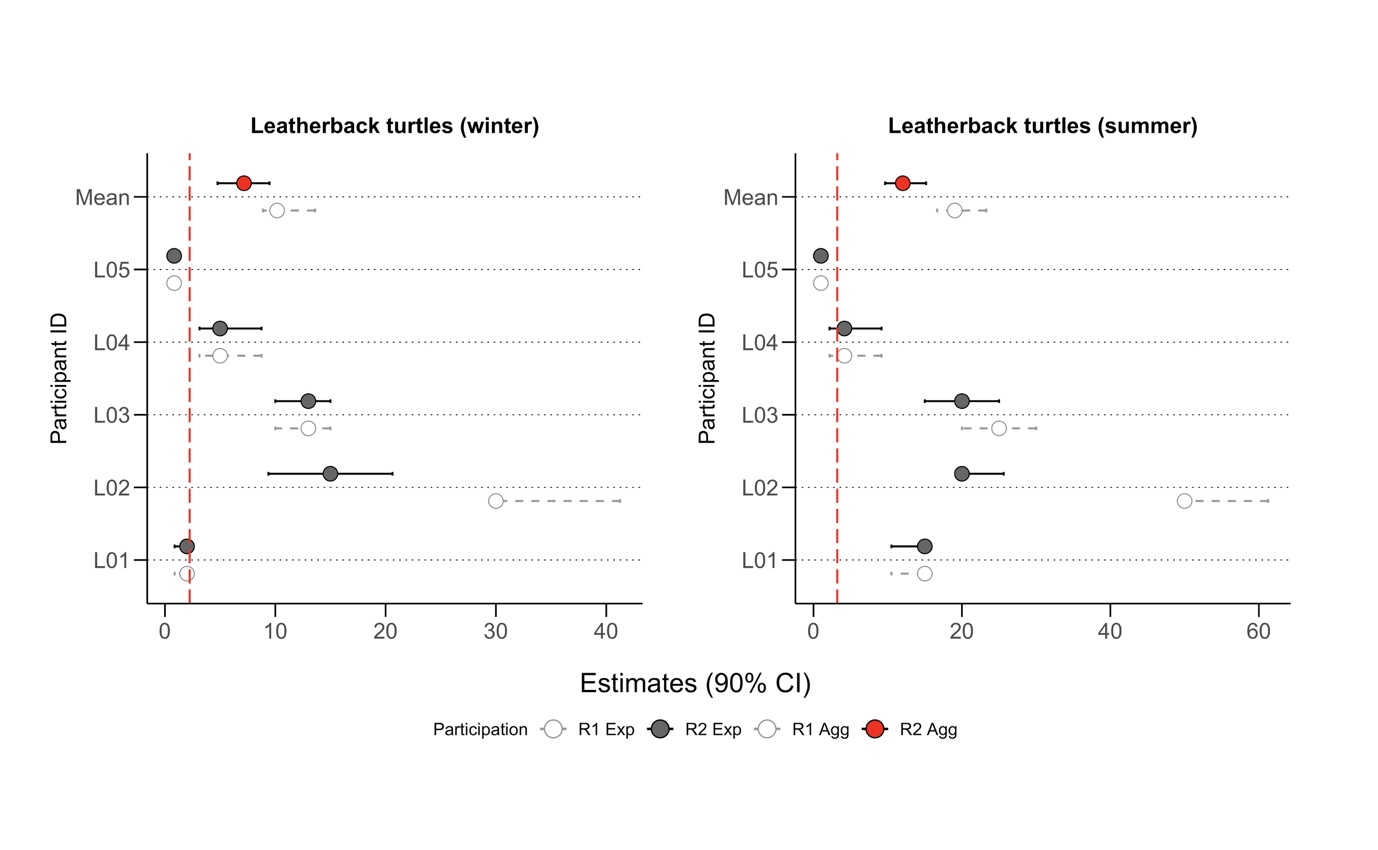 Leatherback turtles (winter)
Participant ID
Mean
L05
L04
L03
L02
L01
0 10 20 30 40
Leatherback turtles (summer)
Participant ID
Mean
L05
L04
L03
L02
L01
0 20 40 60
Estimates (90% CI)
Participation R1 Exp R2 Exp R1 Agg R2 Agg